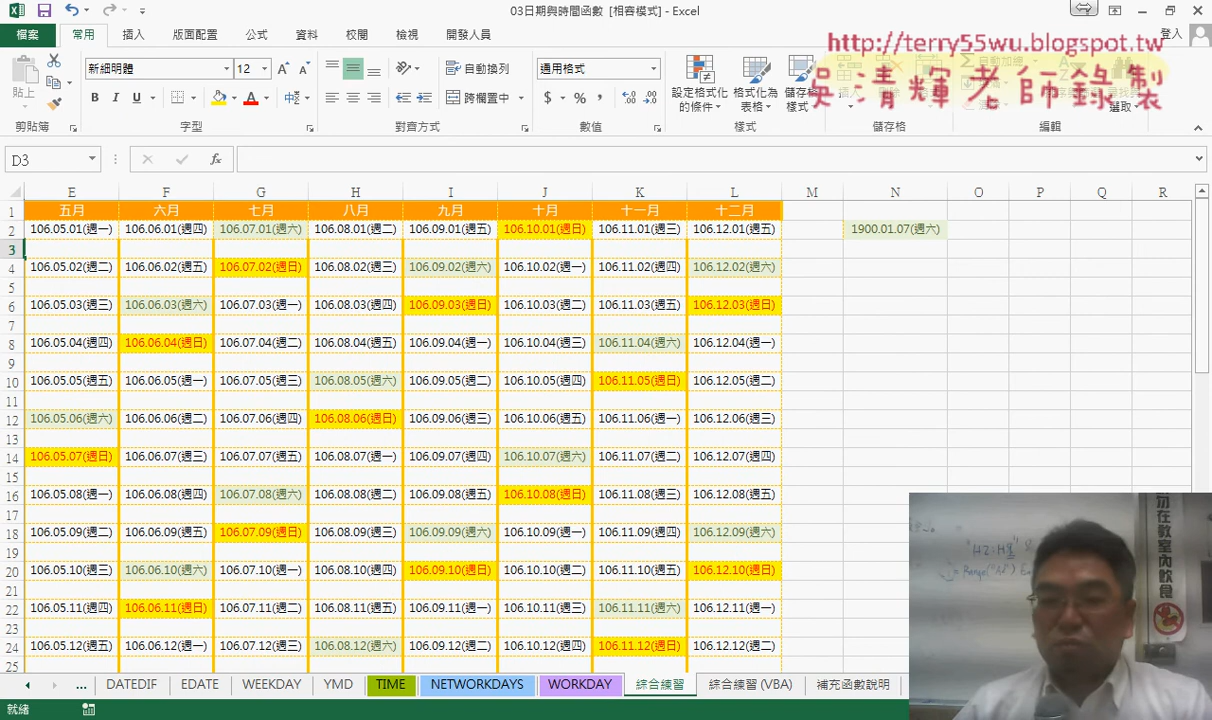 03日期與時間函數 [相容模式] - Excel
檔案 常用 插入 版面配置 公式 資料 校閱 檢視 開發人員 登入
http://terry55wu.blogspot.tw
吳清輝老師錄製
貼上 新細明體 12 自動換列 通用格式 設定格式化的條件 格式化為表格 儲存格樣式
B I U 中 跨欄置中 $ % 選取
剪貼簿 字型 對齊方式 數值 樣式 儲存格 編輯
D3 fx
E F G H I J K L M N O P Q R
1 五月 六月 七月 八月 九月 十月 十一月 十二月
2 106.05.01(週一) 106.06.01(週四) 106.07.01(週六) 106.08.01(週二) 106.09.01(週五) 106.10.01(週日) 106.11.01(週三) 106.12.01(週五) 1900.01.07(週六)
3
4 106.05.02(週二) 106.06.02(週五) 106.07.02(週日) 106.08.02(週三) 106.09.02(週六) 106.10.02(週一) 106.11.02(週四) 106.12.02(週六)
5
6 106.05.03(週三) 106.06.03(週六) 106.07.03(週一) 106.08.03(週四) 106.09.03(週日) 106.10.03(週二) 106.11.03(週五) 106.12.03(週日)
7
8 106.05.04(週四) 106.06.04(週日) 106.07.04(週二) 106.08.04(週五) 106.09.04(週一) 106.10.04(週三) 106.11.04(週六) 106.12.04(週一)
9
10 106.05.05(週五) 106.06.05(週一) 106.07.05(週三) 106.08.05(週六) 106.09.05(週二) 106.10.05(週四) 106.11.05(週日) 106.12.05(週二)
11
12 106.05.06(週六) 106.06.06(週二) 106.07.06(週四) 106.08.06(週日) 106.09.06(週三) 106.10.06(週五) 106.11.06(週一) 106.12.06(週三)
13
14 106.05.07(週日) 106.06.07(週三) 106.07.07(週五) 106.08.07(週一) 106.09.07(週四) 106.10.07(週六) 106.11.07(週二) 106.12.07(週四)
15
16 106.05.08(週一) 106.06.08(週四) 106.07.08(週六) 106.08.08(週二) 106.09.08(週五) 106.10.08(週日) 106.11.08(週三) 106.12.08(週五)
17
18 106.05.09(週二) 106.06.09(週五) 106.07.09(週日) 106.08.09(週三) 106.09.09(週六) 106.10.09(週一) 106.11.09(週四) 106.12.09(週六)
19
20 106.05.10(週三) 106.06.10(週六) 106.07.10(週一) 106.08.10(週四) 106.09.10(週日) 106.10.10(週二) 106.11.10(週五) 106.12.10(週日)
21
22 106.05.11(週四) 106.06.11(週日) 106.07.11(週二) 106.08.11(週五) 106.09.11(週一) 106.10.11(週三) 106.11.11(週六) 106.12.11(週一)
23
24 106.05.12(週五) 106.06.12(週一) 106.07.12(週三) 106.08.12(週六) 106.09.12(週二) 106.10.12(週四) 106.11.12(週日) 106.12.12(週二)
25
勿在教室內飲食
... DATEDIF EDATE WEEKDAY YMD TIME NETWORKDAYS WORKDAY 綜合練習 綜合練習 (VBA) 補充函數說明
就緒